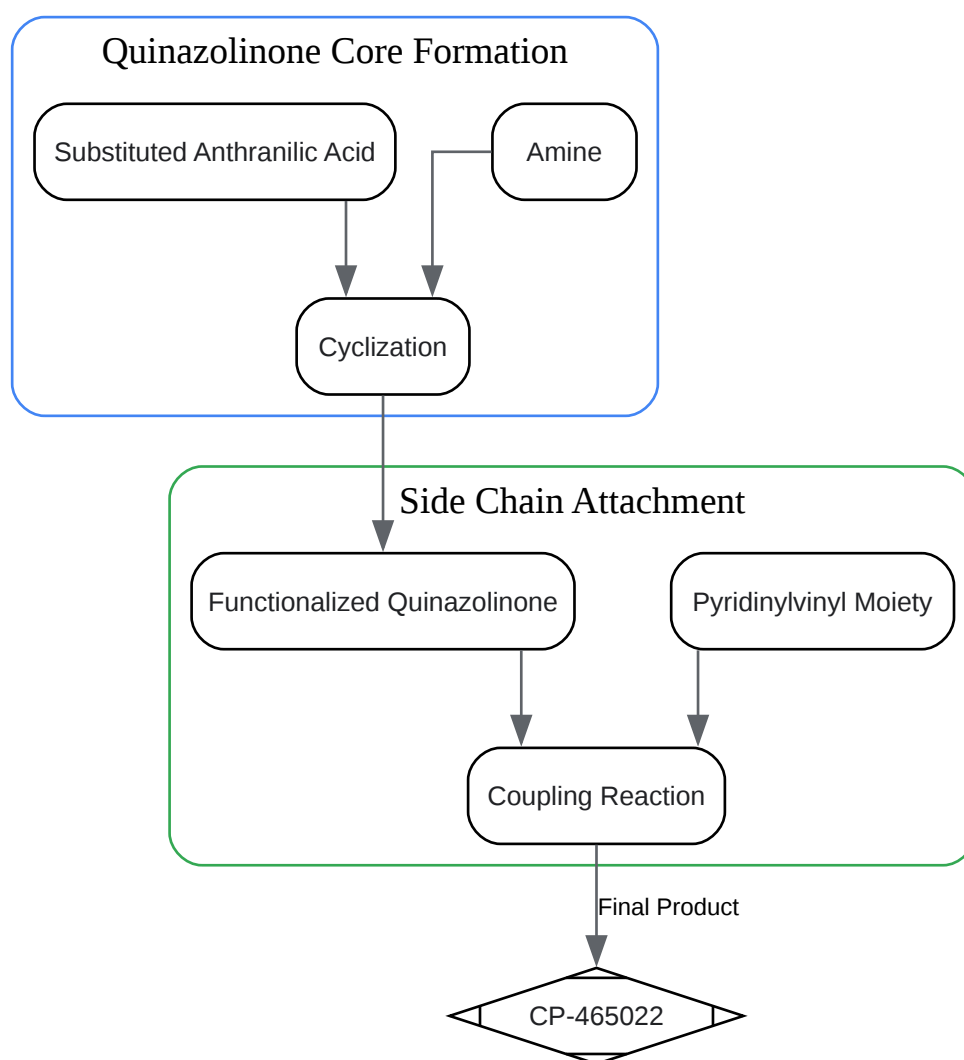 Quinazolinone Core Formation
Substituted Anthranilic Acid
Amine
Cyclization
Side Chain Attachment
Functionalized Quinazolinone
Pyridinylvinyl Moiety
Coupling Reaction
Final Product
CP-465022